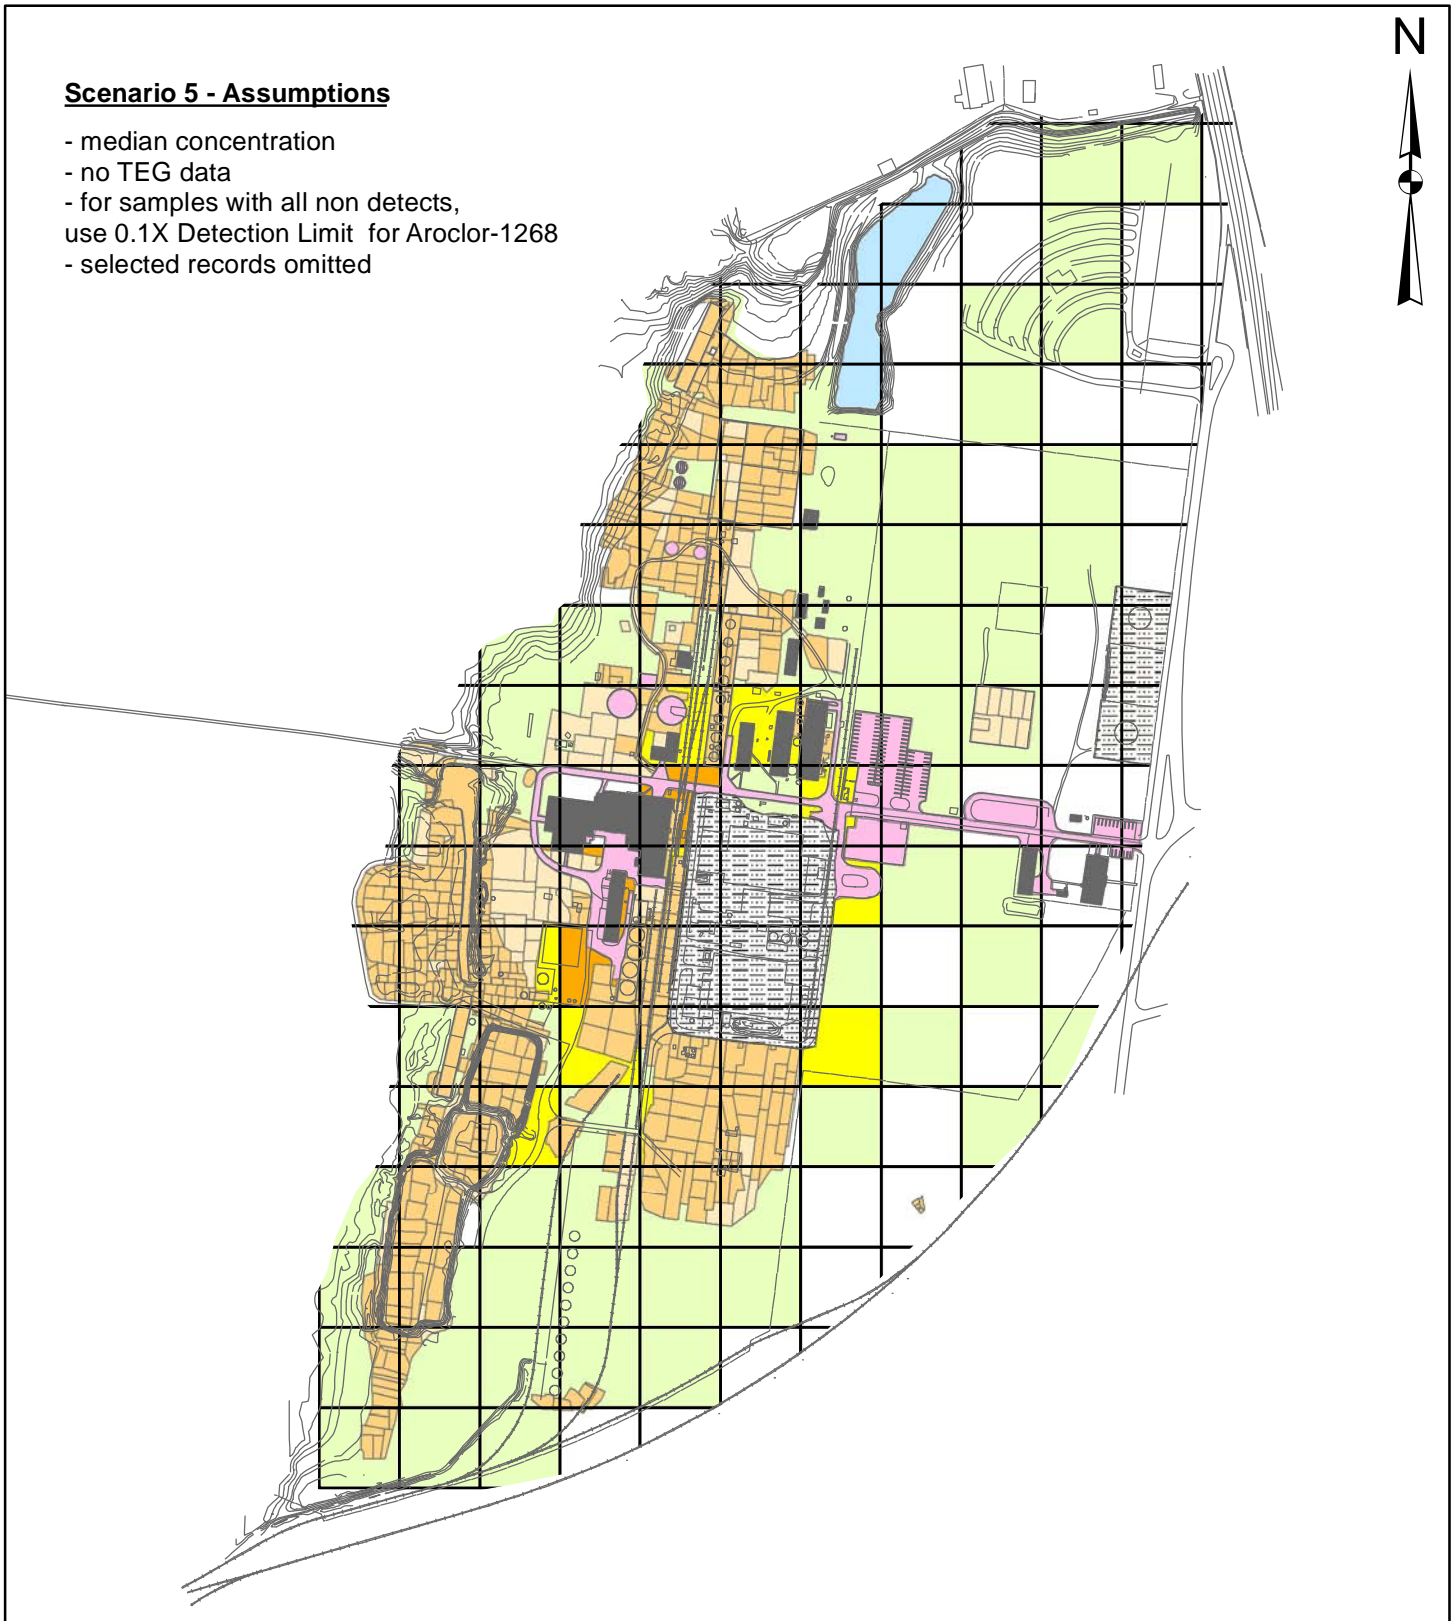 N
Scenario 5 - Assumptions
- median concentration
- no TEG data
- for samples with all non detects,
use 0.1X Detection Limit for Aroclor-1268
- selected records omitted